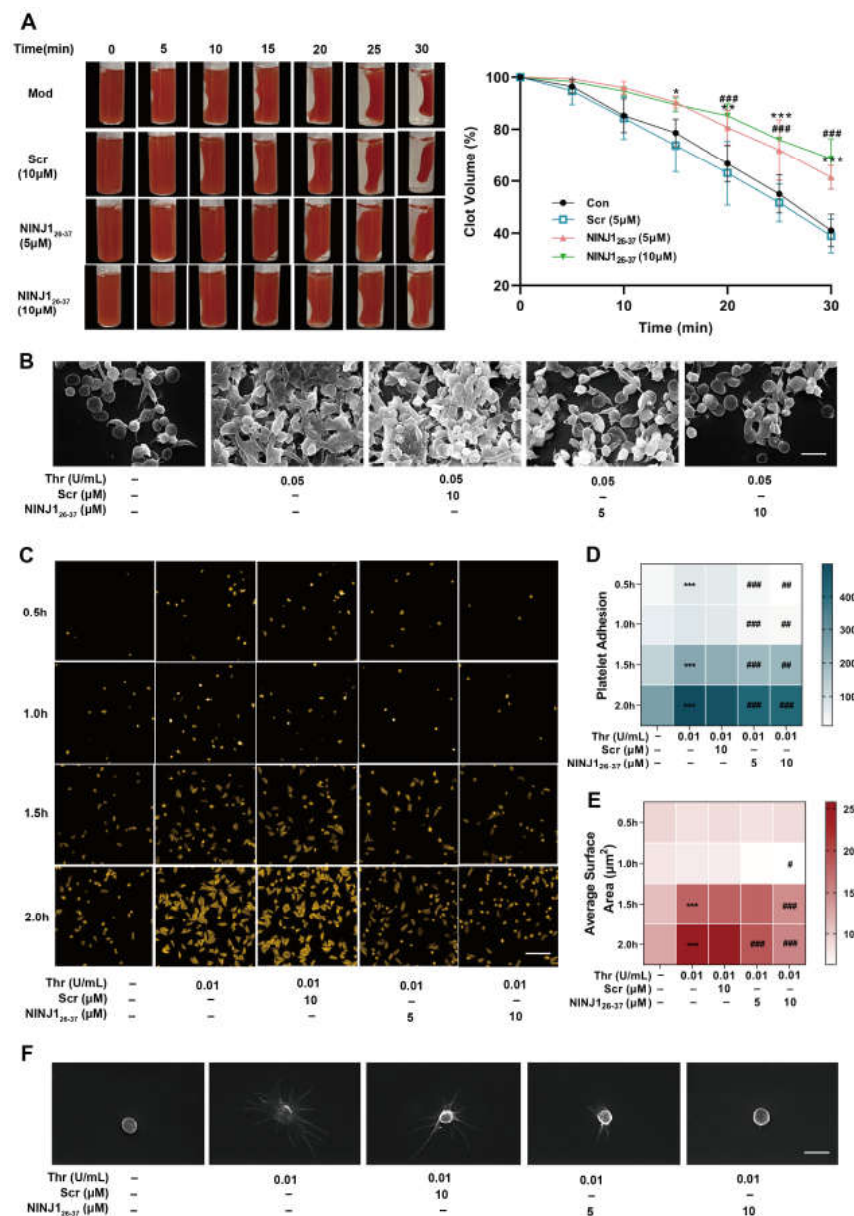 A
Time(min) 0 5 10 15 20 25 30
Mod
Scr
(10μM)
NINJ1₂₆₋₃₇
(5μM)
NINJ1₂₆₋₃₇
(10μM)
Clot Volume (%)
100
80
60
40
20
* ### ** *** ### ### ***
Con
Scr (5μM)
NINJ1₂₆₋₃₇ (5μM)
NINJ1₂₆₋₃₇ (10μM)
0 10 20 30
Time (min)
B
Thr (U/mL) – 0.05 0.05 0.05 0.05
Scr (μM) – – 10 – –
NINJ1₂₆₋₃₇ (μM) – – – 5 10
C
0.5h
1.0h
1.5h
2.0h
Thr (U/mL) – 0.01 0.01 0.01 0.01
Scr (μM) – – 10 – –
NINJ1₂₆₋₃₇ (μM) – – – 5 10
D
Platelet Adhesion
0.5h *** ### ##
1.0h ### ##
1.5h *** ### ##
2.0h *** ### ###
400
300
200
100
Thr (U/mL) – 0.01 0.01 0.01 0.01
Scr (μM) – – 10 – –
NINJ1₂₆₋₃₇ (μM) – – – 5 10
E
Average Surface
Area (μm²)
0.5h
1.0h #
1.5h *** ###
2.0h *** ### ###
25
20
15
10
Thr (U/mL) – 0.01 0.01 0.01 0.01
Scr (μM) – – 10 – –
NINJ1₂₆₋₃₇ (μM) – – – 5 10
F
Thr (U/mL) – 0.01 0.01 0.01 0.01
Scr (μM) – – 10 – –
NINJ1₂₆₋₃₇ (μM) – – – 5 10